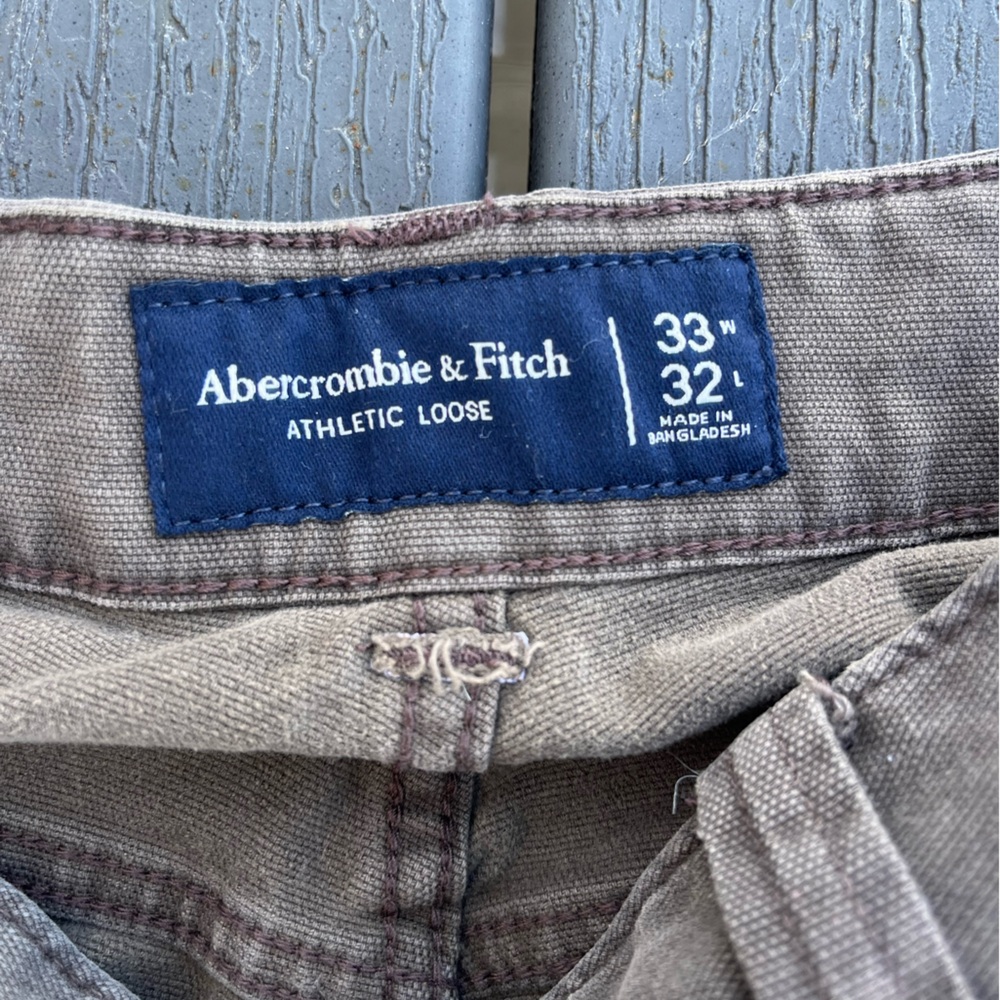 Abercrombie & Fitch
ATHLETIC LOOSE
33 W
32 L
MADE IN
BANGLADESH